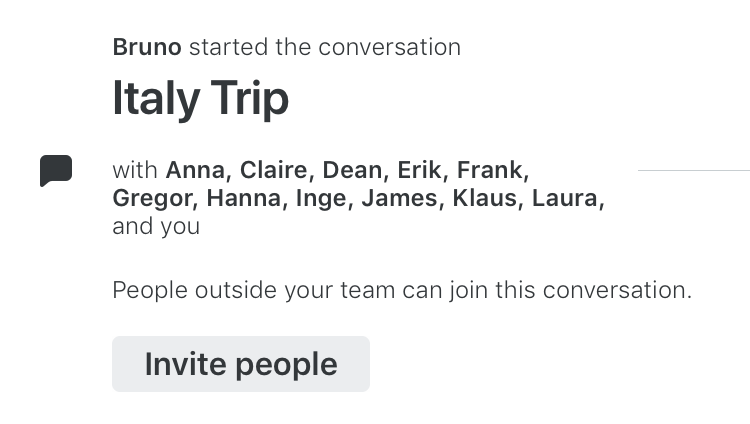 Bruno started the conversation
Italy Trip
with Anna, Claire, Dean, Erik, Frank,
Gregor, Hanna, Inge, James, Klaus, Laura,
and you
People outside your team can join this conversation.
Invite people